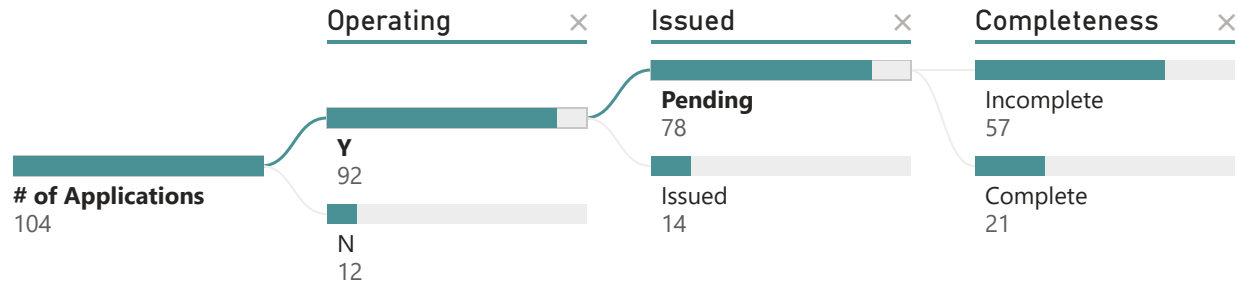 Operating
Issued
Completeness
# of Applications
104
Y
92
N
12
Pending
78
Issued
14
Incomplete
57
Complete
21